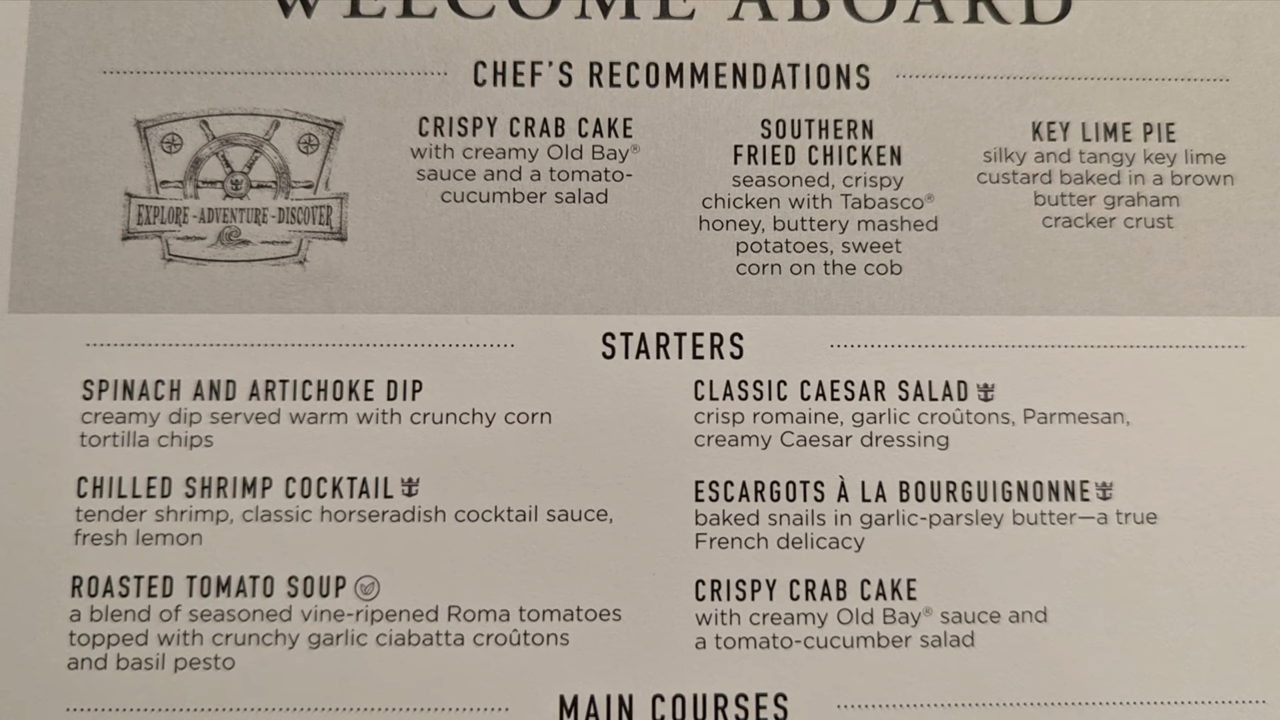 WELCOME ABOARD
CHEF'S RECOMMENDATIONS
EXPLORE-ADVENTURE-DISCOVER
CRISPY CRAB CAKE
with creamy Old Bay®
sauce and a tomato-
cucumber salad
SOUTHERN
FRIED CHICKEN
seasoned, crispy
chicken with Tabasco®
honey, buttery mashed
potatoes, sweet
corn on the cob
KEY LIME PIE
silky and tangy key lime
custard baked in a brown
butter graham
cracker crust
STARTERS
SPINACH AND ARTICHOKE DIP
creamy dip served warm with crunchy corn
tortilla chips
CHILLED SHRIMP COCKTAIL
tender shrimp, classic horseradish cocktail sauce,
fresh lemon
ROASTED TOMATO SOUP
a blend of seasoned vine-ripened Roma tomatoes
topped with crunchy garlic ciabatta croûtons
and basil pesto
CLASSIC CAESAR SALAD
crisp romaine, garlic croûtons, Parmesan,
creamy Caesar dressing
ESCARGOTS À LA BOURGUIGNONNE
baked snails in garlic-parsley butter—a true
French delicacy
CRISPY CRAB CAKE
with creamy Old Bay® sauce and
a tomato-cucumber salad
MAIN COURSES